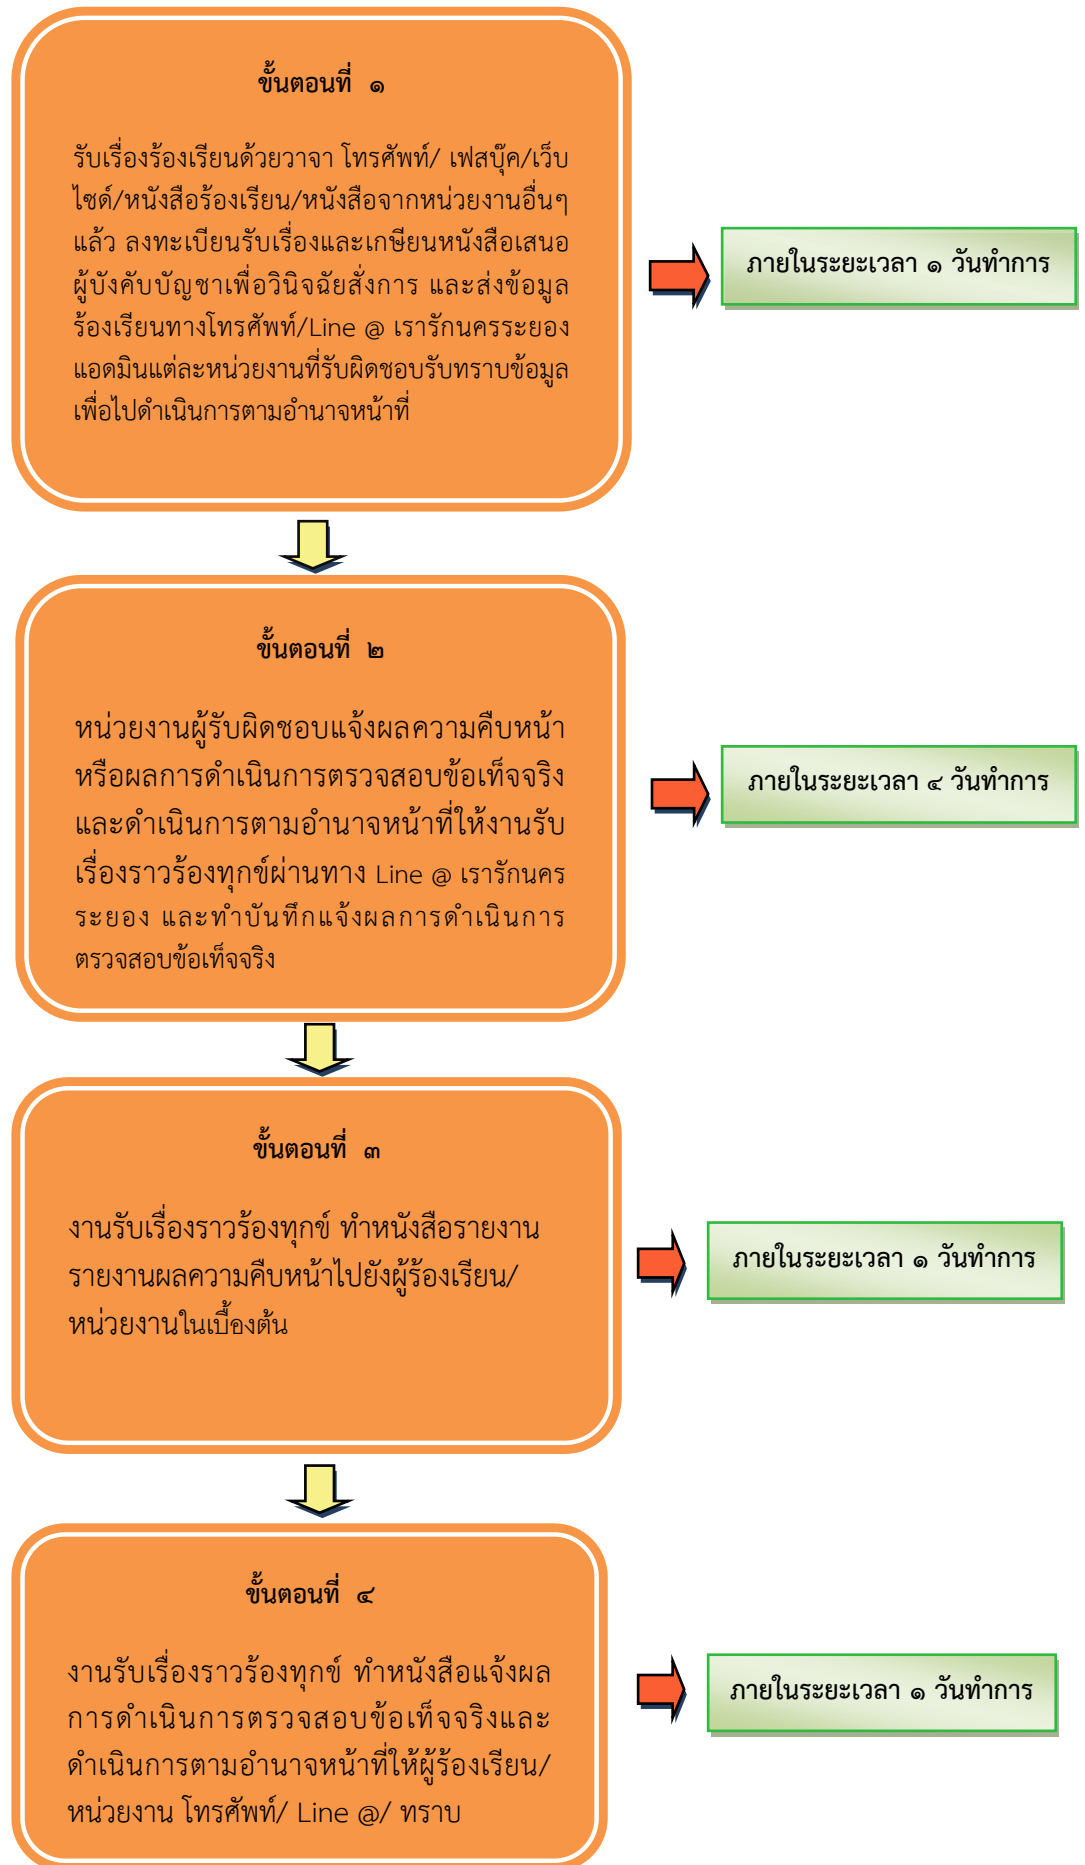 ขั้นตอนที่ ๑
รับเรื่องร้องเรียนด้วยวาจา โทรศัพท์/ เฟสบุ๊ค/เว็บ
ไซด์/หนังสือร้องเรียน/หนังสือจากหน่วยงานอื่นๆ
แล้ว ลงทะเบียนรับเรื่องและเกษียนหนังสือเสนอ
ผู้บังคับบัญชาเพื่อวินิจฉัยสั่งการ และส่งข้อมูล
ร้องเรียนทางโทรศัพท์/Line @ เรารักนครระยอง
แอดมินแต่ละหน่วยงานที่รับผิดชอบรับทราบข้อมูล
เพื่อไปดำเนินการตามอำนาจหน้าที่
ภายในระยะเวลา ๑ วันทำการ
ขั้นตอนที่ ๒
หน่วยงานผู้รับผิดชอบแจ้งผลความคืบหน้า
หรือผลการดำเนินการตรวจสอบข้อเท็จจริง
และดำเนินการตามอำนาจหน้าที่ให้งานรับ
เรื่องราวร้องทุกข์ผ่านทาง Line @ เรารักนคร
ระยอง และทำบันทึกแจ้งผลการดำเนินการ
ตรวจสอบข้อเท็จจริง
ภายในระยะเวลา ๔ วันทำการ
ขั้นตอนที่ ๓
งานรับเรื่องราวร้องทุกข์ ทำหนังสือรายงาน
รายงานผลความคืบหน้าไปยังผู้ร้องเรียน/
หน่วยงานในเบื้องต้น
ภายในระยะเวลา ๑ วันทำการ
ขั้นตอนที่ ๔
งานรับเรื่องราวร้องทุกข์ ทำหนังสือแจ้งผล
การดำเนินการตรวจสอบข้อเท็จจริงและ
ดำเนินการตามอำนาจหน้าที่ให้ผู้ร้องเรียน/
หน่วยงาน โทรศัพท์/ Line @/ ทราบ
ภายในระยะเวลา ๑ วันทำการ